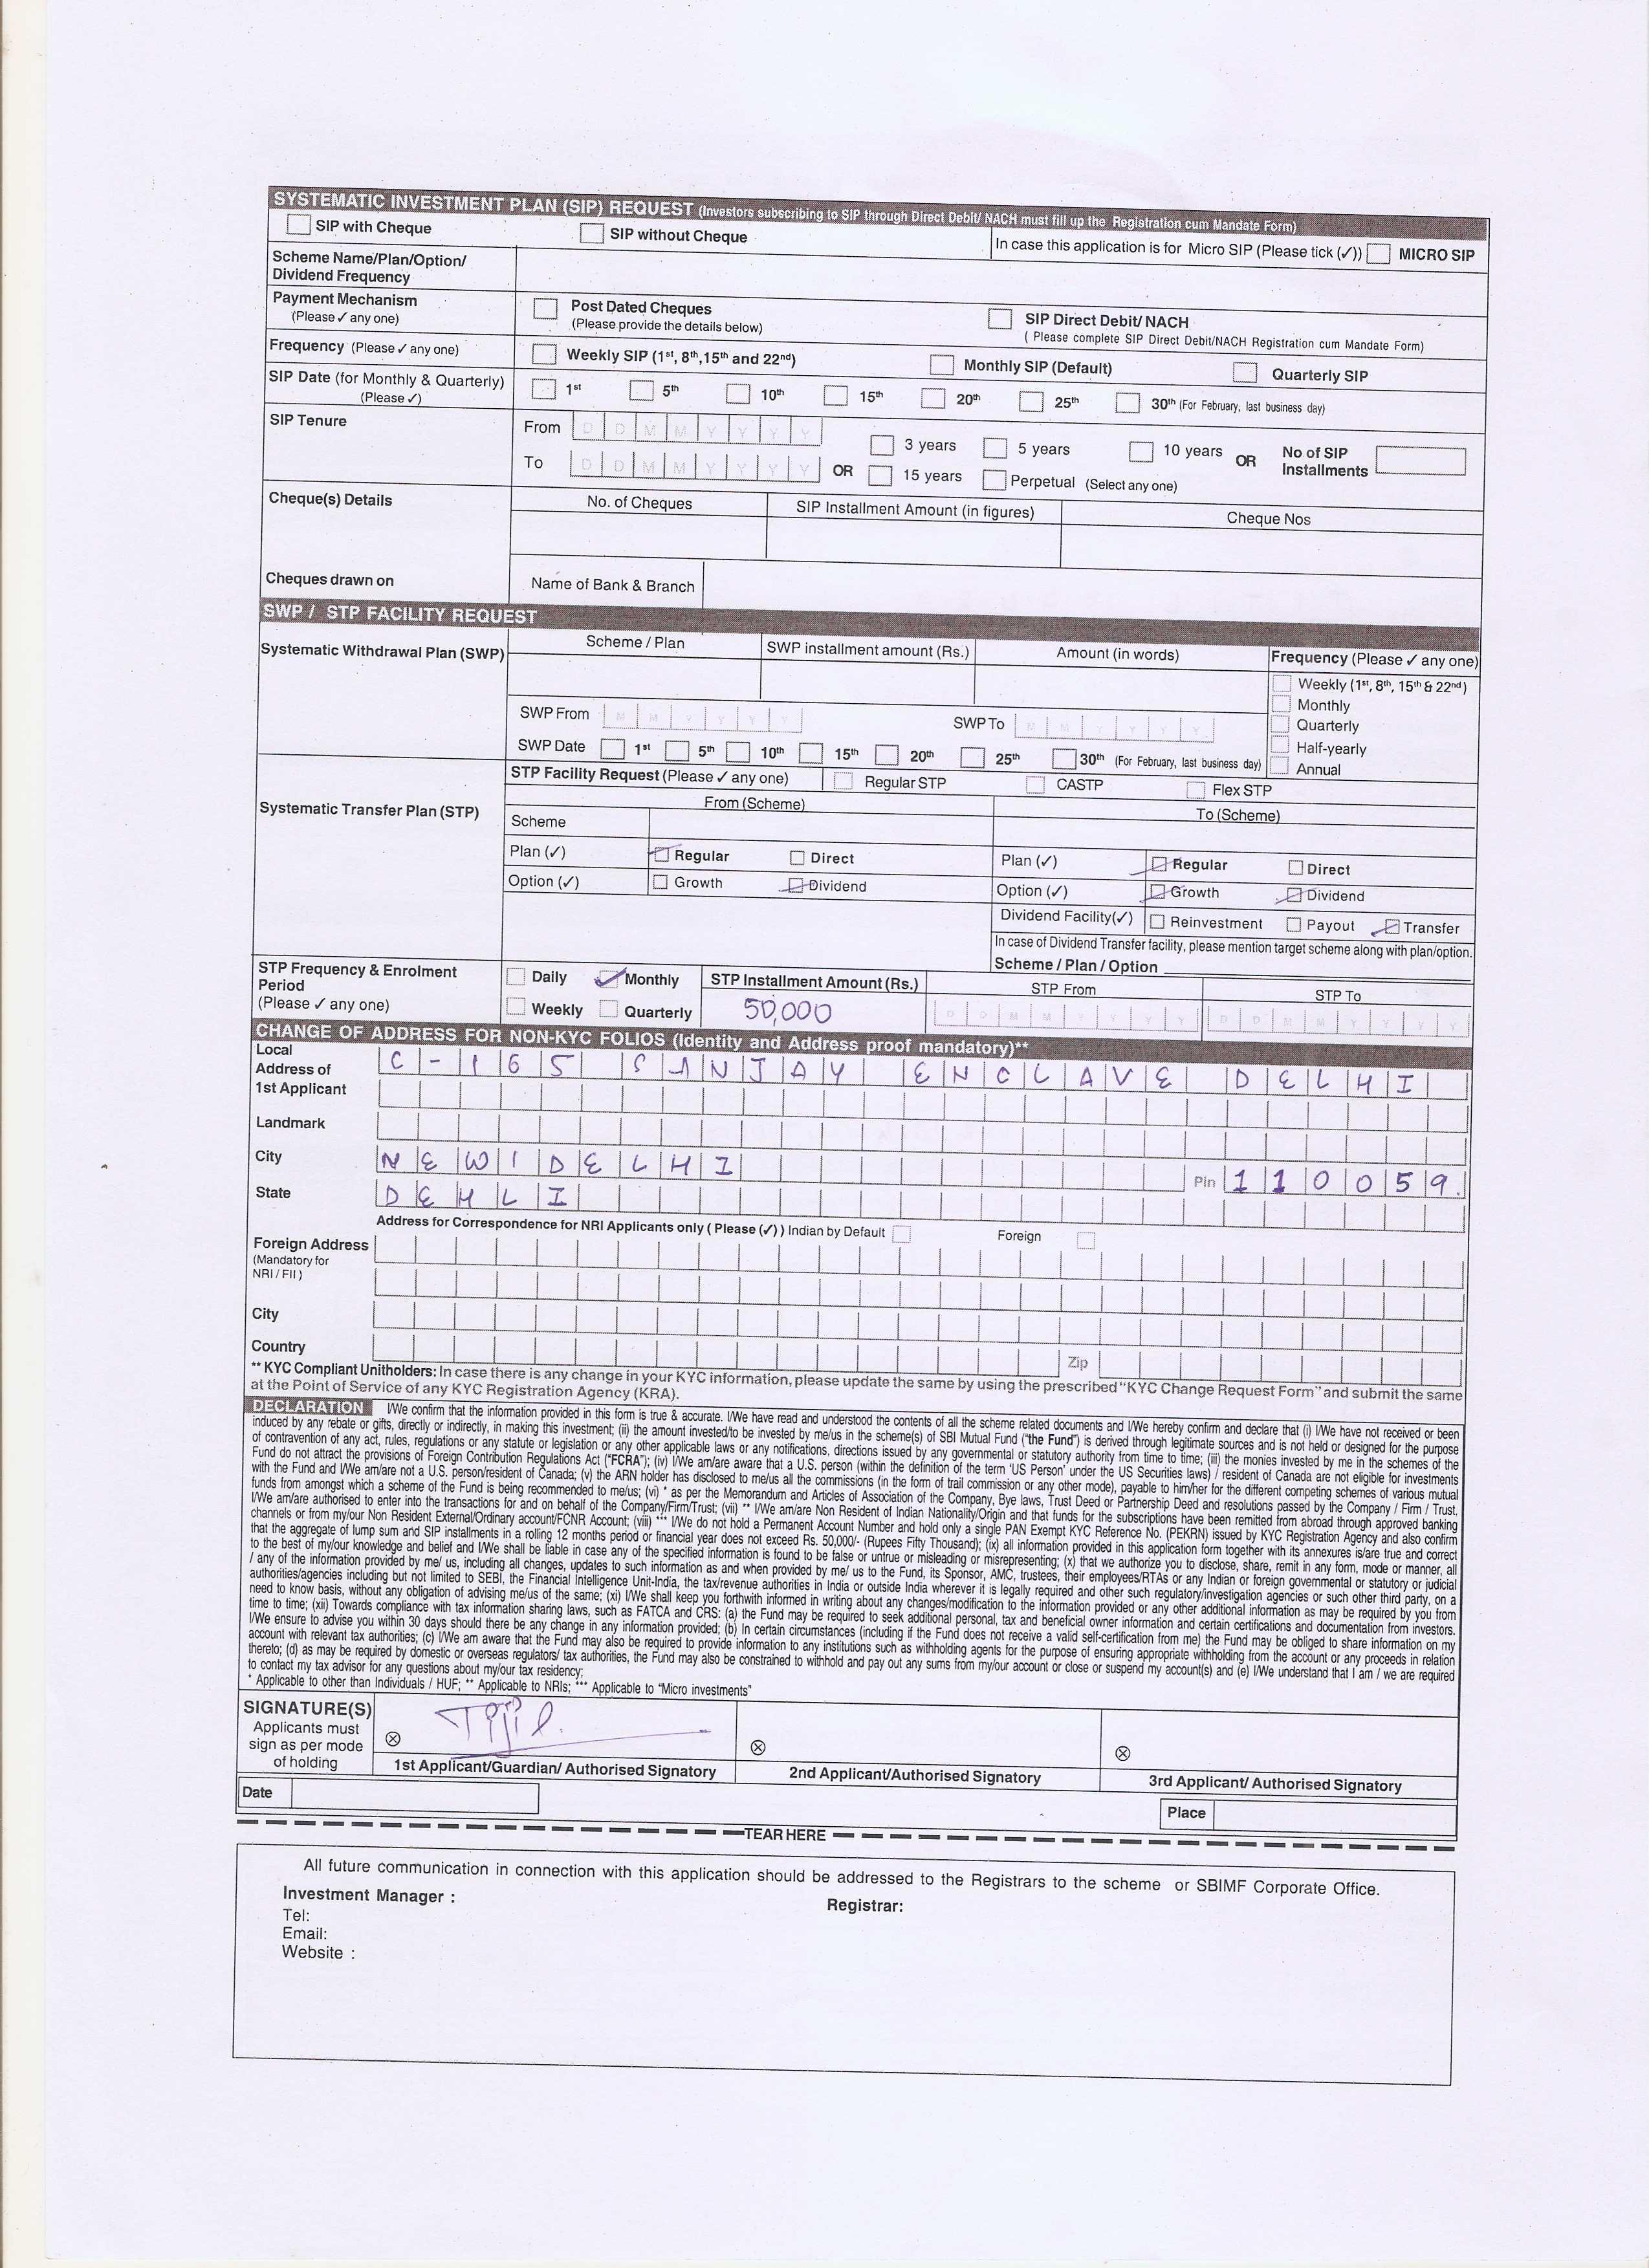 SYSTEMATIC INVESTMENT PLAN (SIP) REQUEST (Investors subscribing to SIP through Direct Debit/ NACH must fill up the Registration cum Mandate Form)
SIP with Cheque SIP without Cheque In case this application is for Micro SIP (Please tick (✓)) MICRO SIP
Scheme Name/Plan/Option/
Dividend Frequency
Payment Mechanism Post Dated Cheques SIP Direct Debit/ NACH
(Please ✓ any one) (Please provide the details below) ( Please complete SIP Direct Debit/NACH Registration cum Mandate Form)
Frequency (Please ✓ any one) Weekly SIP (1st, 8th,15th and 22nd) Monthly SIP (Default) Quarterly SIP
SIP Date (for Monthly & Quarterly) 1st 5th 10th 15th 20th 25th 30th (For February, last business day)
(Please ✓)
SIP Tenure From D D M M Y Y Y Y 3 years 5 years 10 years OR No of SIP
Installments
To D D M M Y Y Y Y OR 15 years Perpetual (Select any one)
Cheque(s) Details No. of Cheques SIP Installment Amount (in figures) Cheque Nos
Cheques drawn on Name of Bank & Branch
SWP / STP FACILITY REQUEST
Systematic Withdrawal Plan (SWP) Scheme / Plan SWP installment amount (Rs.) Amount (in words) Frequency (Please ✓ any one)
Weekly (1st, 8th, 15th & 22nd)
Monthly
SWP From M M Y Y Y Y SWP To M M Y Y Y Y Quarterly
Half-yearly
SWP Date 1st 5th 10th 15th 20th 25th 30th (For February, last business day) Annual
STP Facility Request (Please ✓ any one) Regular STP CASTP Flex STP
Systematic Transfer Plan (STP) From (Scheme) To (Scheme)
Scheme
Plan (✓) Regular Direct Plan (✓) Regular Direct
Option (✓) Growth Dividend Option (✓) Growth Dividend
Dividend Facility(✓) Reinvestment Payout Transfer
In case of Dividend Transfer facility, please mention target scheme along with plan/option.
Scheme / Plan / Option
STP Frequency & Enrolment Daily Monthly STP Installment Amount (Rs.) STP From STP To
Period
(Please ✓ any one) Weekly Quarterly 50,000 D D M M Y Y Y Y D D M M Y Y Y Y
CHANGE OF ADDRESS FOR NON-KYC FOLIOS (Identity and Address proof mandatory)**
Local
Address of
1st Applicant
C-165 SANJAY ENCLAVE DELHI
Landmark
City NEW DELHI Pin 110059.
State DEHLI
Address for Correspondence for NRI Applicants only ( Please (✓) ) Indian by Default Foreign
Foreign Address
(Mandatory for
NRI / FII )
City
Country Zip
** KYC Compliant Unitholders: In case there is any change in your KYC information, please update the same by using the prescribed "KYC Change Request Form" and submit the same
at the Point of Service of any KYC Registration Agency (KRA).
DECLARATION I/We confirm that the information provided in this form is true & accurate. I/We have read and understood the contents of all the scheme related documents and I/We hereby confirm and declare that (i) I/We have not received or been
induced by any rebate or gifts, directly or indirectly, in making this investment; (ii) the amount invested/to be invested by me/us in the scheme(s) of SBI Mutual Fund ("the Fund") is derived through legitimate sources and is not held or designed for the purpose
of contravention of any act, rules, regulations or any statute or legislation or any other applicable laws or any notifications, directions issued by any governmental or statutory authority from time to time; (iii) the monies invested by me in the schemes of the
Fund do not attract the provisions of Foreign Contribution Regulations Act ("FCRA"); (iv) I/We am/are aware that a U.S. person (within the definition of the term 'US Person' under the US Securities laws) / resident of Canada are not eligible for investments
with the Fund and I/We am/are not a U.S. person/resident of Canada; (v) the ARN holder has disclosed to me/us all the commissions (in the form of trail commission or any other mode), payable to him/her for the different competing schemes of various mutual
funds from amongst which a scheme of the Fund is being recommended to me/us; (vi) * as per the Memorandum and Articles of Association of the Company, Bye laws, Trust Deed or Partnership Deed and resolutions passed by the Company / Firm / Trust,
I/We am/are authorised to enter into the transactions for and on behalf of the Company/Firm/Trust; (vii) ** I/We am/are Non Resident of Indian Nationality/Origin and that funds for the subscriptions have been remitted from abroad through approved banking
channels or from my/our Non Resident External/Ordinary account/FCNR Account; (viii) *** I/We do not hold a Permanent Account Number and hold only a single PAN Exempt KYC Reference No. (PEKRN) issued by KYC Registration Agency and also confirm
that the aggregate of lump sum and SIP installments in a rolling 12 months period or financial year does not exceed Rs. 50,000/- (Rupees Fifty Thousand); (ix) all information provided in this application form together with its annexures is/are true and correct
to the best of my/our knowledge and belief and I/We shall be liable in case any of the specified information is found to be false or untrue or misleading or misrepresenting; (x) that we authorize you to disclose, share, remit in any form, mode or manner, all
/ any of the information provided by me/ us, including all changes, updates to such information as and when provided by me/ us to the Fund, its Sponsor, AMC, trustees, their employees/RTAs or any Indian or foreign governmental or statutory or judicial
authorities/agencies including but not limited to SEBI, the Financial Intelligence Unit-India, the tax/revenue authorities in India or outside India wherever it is legally required and other such regulatory/investigation agencies or such other third party, on a
need to know basis, without any obligation of advising me/us of the same; (xi) I/We shall keep you forthwith informed in writing about any changes/modification to the information provided or any other additional information as may be required by you from
time to time; (xii) Towards compliance with tax information sharing laws, such as FATCA and CRS: (a) the Fund may be required to seek additional personal, tax and beneficial owner information and certain certifications and documentation from investors.
I/We ensure to advise you within 30 days should there be any change in any information provided; (b) In certain circumstances (including if the Fund does not receive a valid self-certification from me) the Fund may be obliged to share information on my
account with relevant tax authorities; (c) I/We am aware that the Fund may also be required to provide information to any institutions such as withholding agents for the purpose of ensuring appropriate withholding from the account or any proceeds in relation
thereto; (d) as may be required by domestic or overseas regulators/ tax authorities, the Fund may also be constrained to withhold and pay out any sums from my/our account or close or suspend my account(s) and (e) I/We understand that I am / we are required
to contact my tax advisor for any questions about my/our tax residency;
* Applicable to other than Individuals / HUF; ** Applicable to NRIs; *** Applicable to "Micro investments"
SIGNATURE(S)
Applicants must
sign as per mode
of holding
1st Applicant/Guardian/ Authorised Signatory 2nd Applicant/Authorised Signatory 3rd Applicant/ Authorised Signatory
Date Place
TEAR HERE
All future communication in connection with this application should be addressed to the Registrars to the scheme or SBIMF Corporate Office.
Investment Manager : Registrar:
Tel:
Email:
Website :